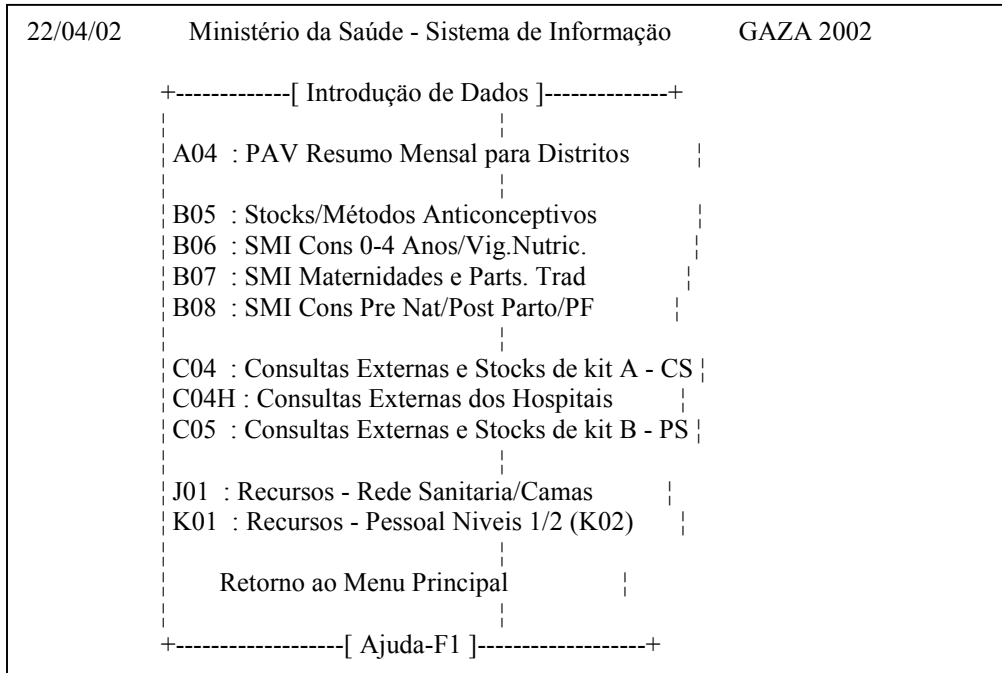 22/04/02 Ministério da Saúde - Sistema de Informaçäo GAZA 2002
+-------------[ Introduçäo de Dados ]--------------+
¦ ¦
¦ A04 : PAV Resumo Mensal para Distritos ¦
¦ ¦
¦ B05 : Stocks/Métodos Anticonceptivos ¦
¦ B06 : SMI Cons 0-4 Anos/Vig.Nutric. ¦
¦ B07 : SMI Maternidades e Parts. Trad ¦
¦ B08 : SMI Cons Pre Nat/Post Parto/PF ¦
¦ ¦
¦ C04 : Consultas Externas e Stocks de kit A - CS ¦
¦ C04H : Consultas Externas dos Hospitais ¦
¦ C05 : Consultas Externas e Stocks de kit B - PS ¦
¦ ¦
¦ J01 : Recursos - Rede Sanitaria/Camas ¦
¦ K01 : Recursos - Pessoal Niveis 1/2 (K02) ¦
¦ ¦
¦ Retorno ao Menu Principal ¦
¦ ¦
+-------------------[ Ajuda-F1 ]-------------------+